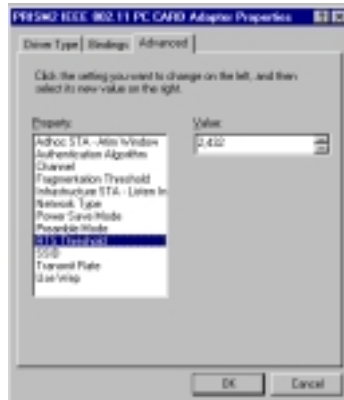 PRISM2 IEEE 802.11 PC CARD Adapter Properties
Driver Type
Bindings
Advanced
Click the setting you want to change on the left, and then
select its new value on the right.
Property:
Value:
Adhoc STA - Atim Window
Authentication Algorithm
Channel
Fragmentation Threshold
Infrastructure STA - Listen In
Network Type
Power Save Mode
Preamble Mode
RTS Threshold
SSID
Transmit Rate
Use Wep
2,432
OK
Cancel